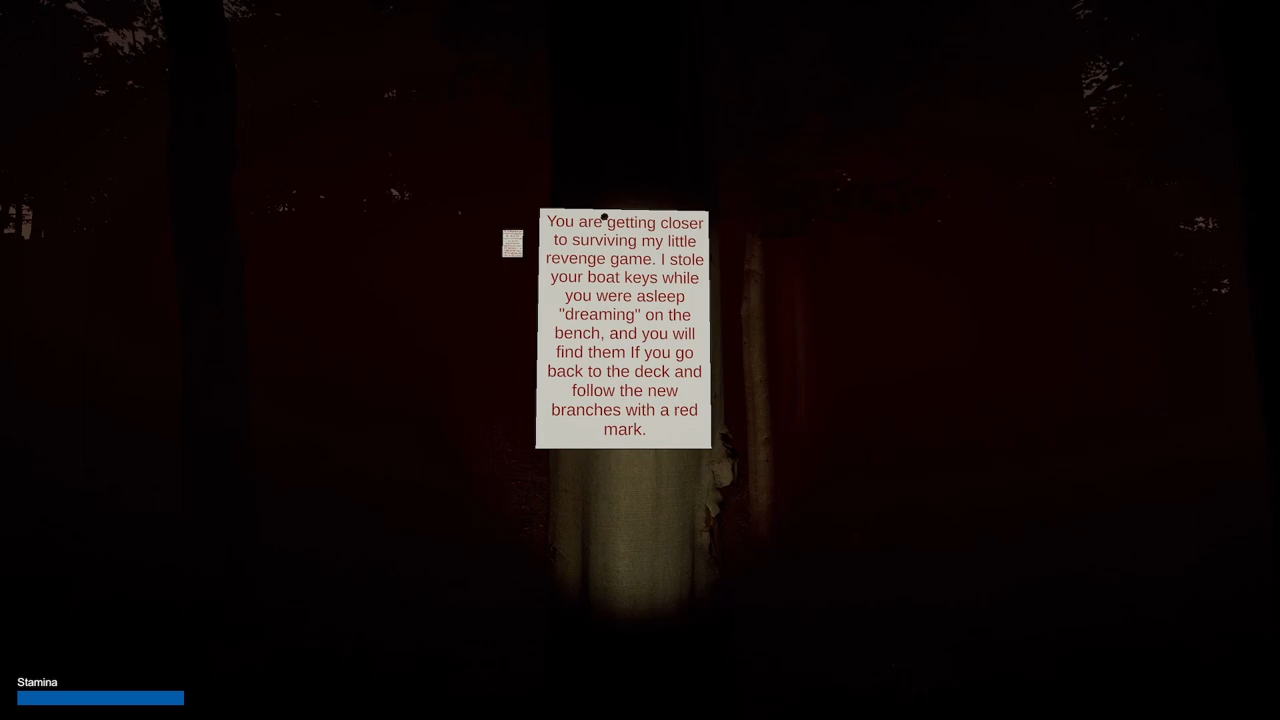 You are getting closer
to surviving my little
revenge game. I stole
your boat keys while
you were asleep
"dreaming" on the
bench, and you will
find them If you go
back to the deck and
follow the new
branches with a red
mark.
Stamina